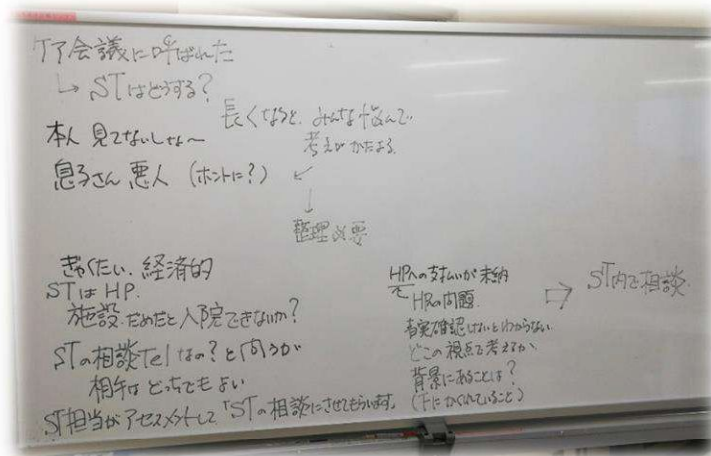 ケア会議に呼ばれた
↳ STはどうする?
長くなると、みんな悩んで
考えがかたよる
本人 見てないしな～
息子さん 悪人 (ホントに?)
整理必要
ぎゃくたい、経済的
STは HP.
施設だめだと入院できないか?
STの相談Telなの?と問うが
相手はどっちでもよい
ST担当がアセスメントして「STの相談にさせてもらいます」
HPへの支払いが未納
HPの問題
事実確認しないとわからない
どこの視点で考えるか
背景にあることは?
(下にかくれていること)
⇨ ST内で相談